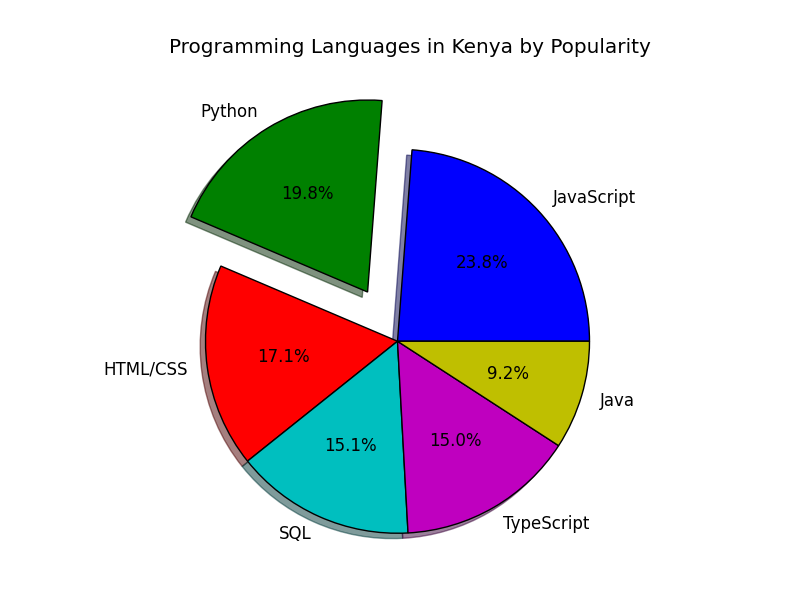 Programming Languages in Kenya by Popularity
Python
19.8%
JavaScript
23.8%
HTML/CSS
17.1%
9.2%
Java
15.1%
15.0%
SQL
TypeScript